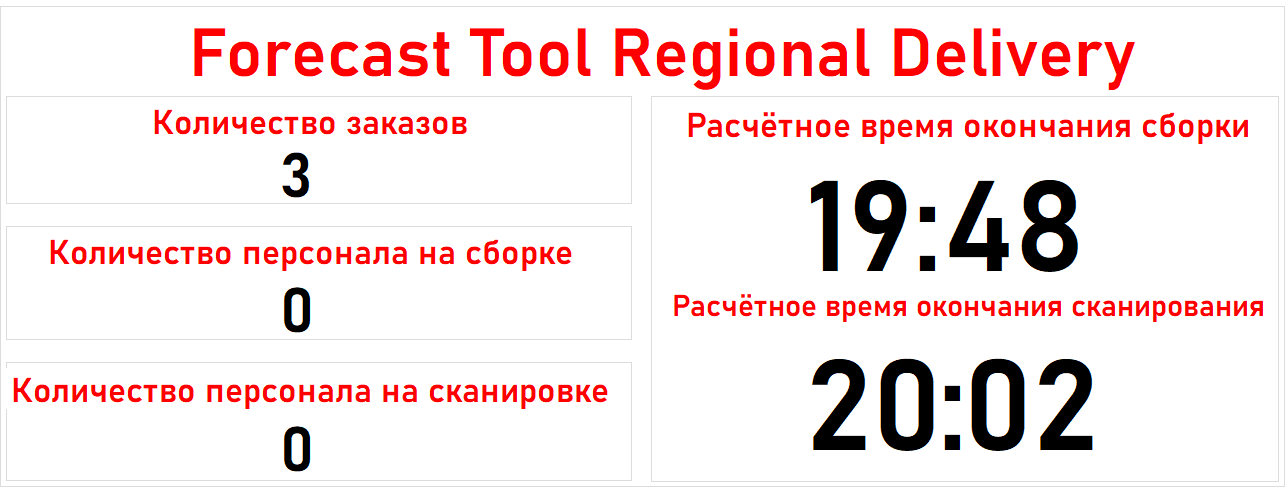 Forecast Tool Regional Delivery
Количество заказов
3
Количество персонала на сборке
0
Количество персонала на сканировке
0
Расчётное время окончания сборки
19:48
Расчётное время окончания сканирования
20:02